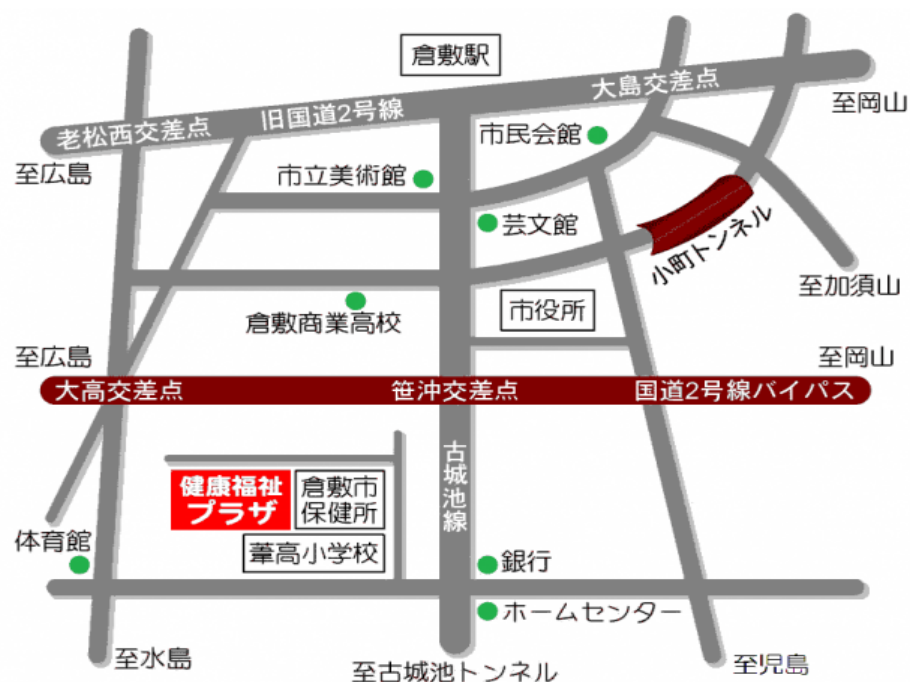 倉敷駅
大島交差点
至岡山
旧国道2号線
老松西交差点
至広島
市民会館
市立美術館
芸文館
小町トンネル
至加須山
市役所
倉敷商業高校
至広島
至岡山
大高交差点
笹沖交差点
国道2号線バイパス
古城池線
健康福祉
プラザ
倉敷市
保健所
葦高小学校
体育館
銀行
ホームセンター
至水島
至古城池トンネル
至児島